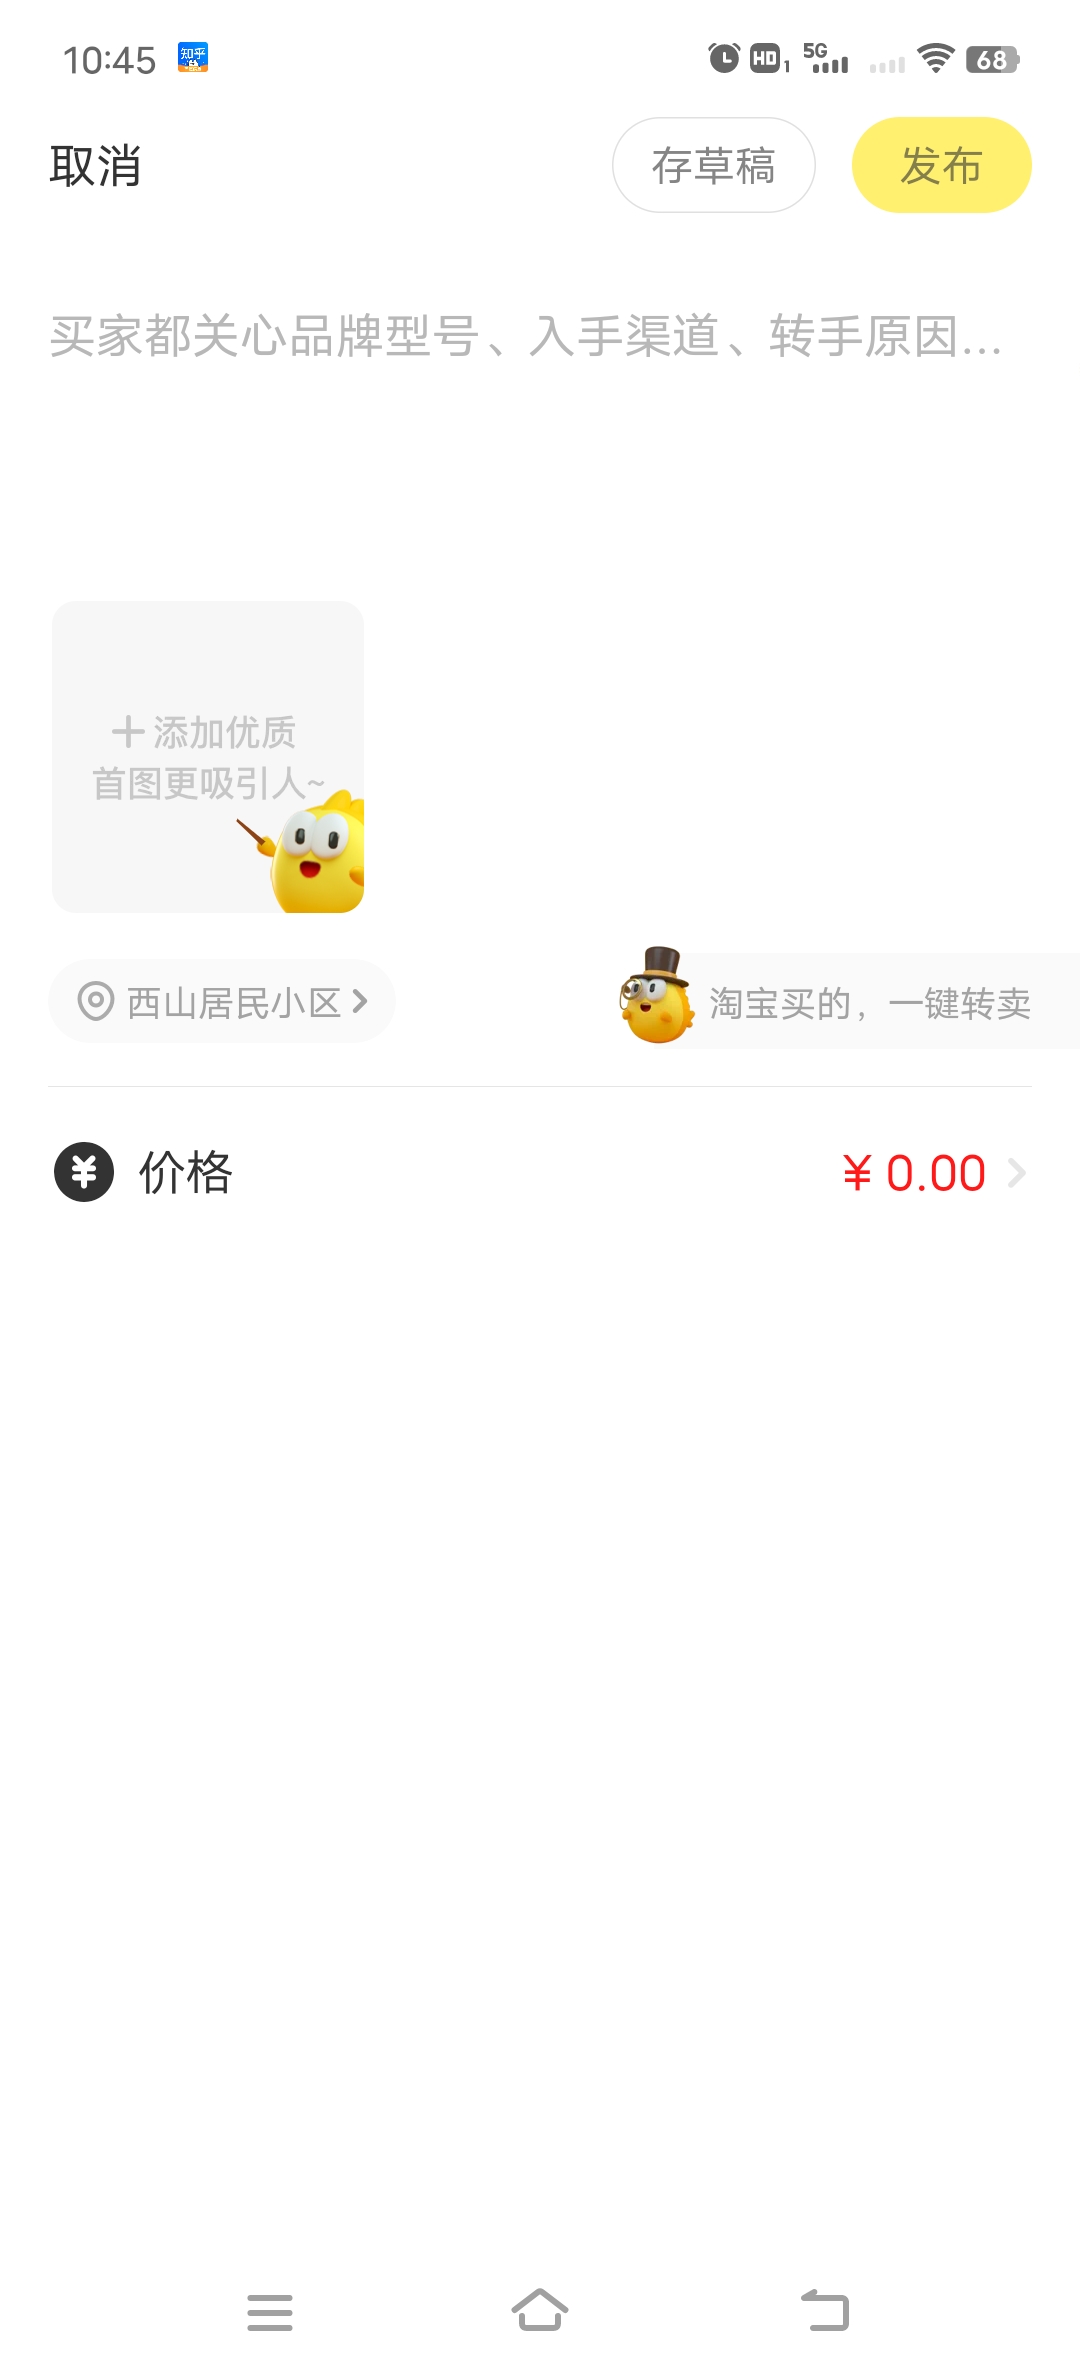 10:45 知乎 HD 1 5G 68
取消 存草稿 发布
买家都关心品牌型号、入手渠道、转手原因...
添加优质
首图更吸引人~
西山居民小区 淘宝买的，一键转卖
¥ 价格 ¥ 0.00